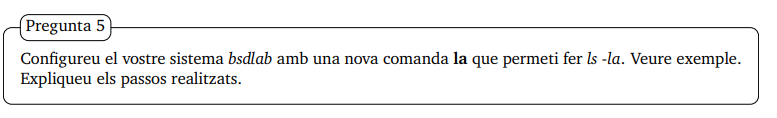 Pregunta 5
Configureu el vostre sistema bsdlab amb una nova comanda la que permeti fer ls -la. Veure exemple.
Expliqueu els passos realitzats.